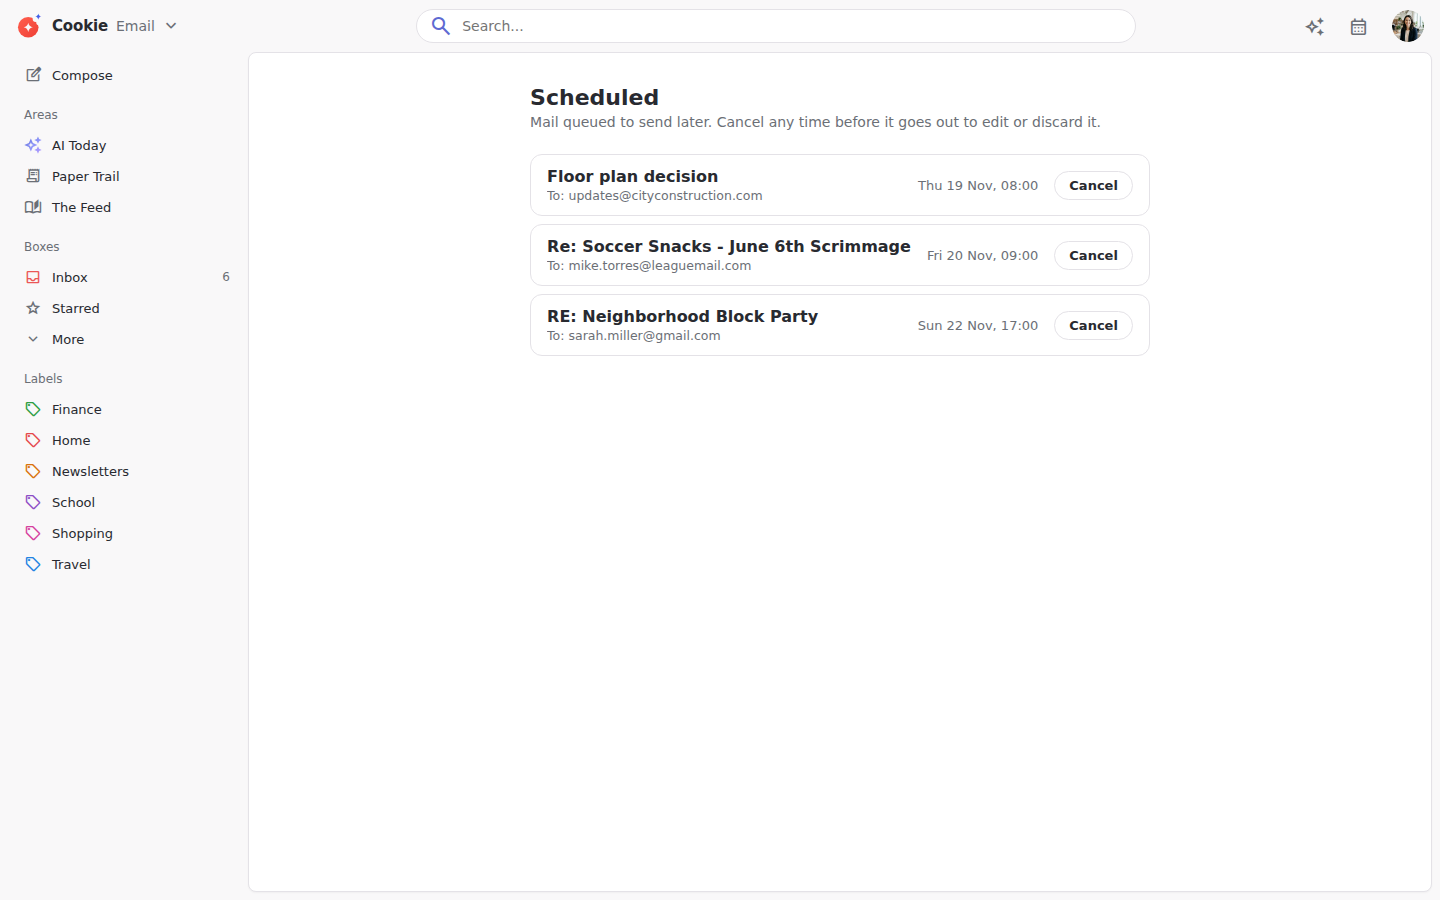 Cookie Email
Search...
Compose
Areas
AI Today
Paper Trail
The Feed
Boxes
Inbox 6
Starred
More
Labels
Finance
Home
Newsletters
School
Shopping
Travel
Scheduled
Mail queued to send later. Cancel any time before it goes out to edit or discard it.
Floor plan decision
To: updates@cityconstruction.com
Thu 19 Nov, 08:00 Cancel
Re: Soccer Snacks - June 6th Scrimmage
To: mike.torres@leaguemail.com
Fri 20 Nov, 09:00 Cancel
RE: Neighborhood Block Party
To: sarah.miller@gmail.com
Sun 22 Nov, 17:00 Cancel